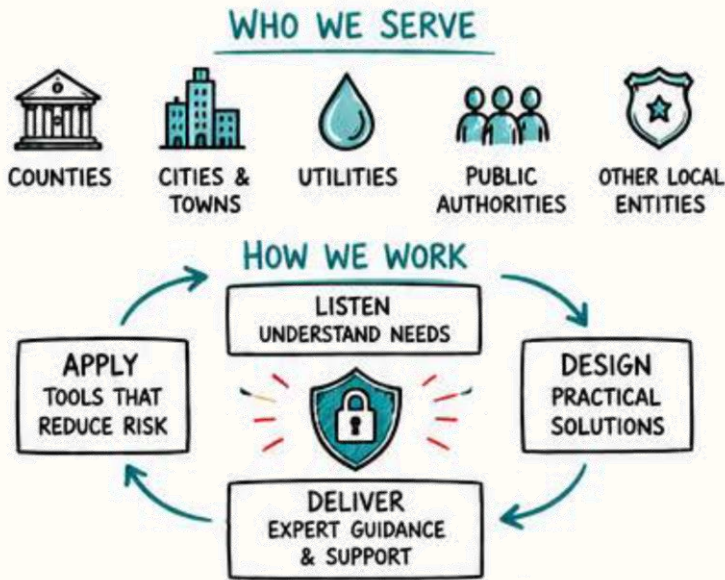 WHO WE SERVE
COUNTIES
CITIES &
TOWNS
UTILITIES
PUBLIC
AUTHORITIES
OTHER LOCAL
ENTITIES
HOW WE WORK
LISTEN
UNDERSTAND NEEDS
DESIGN
PRACTICAL
SOLUTIONS
DELIVER
EXPERT GUIDANCE
& SUPPORT
APPLY
TOOLS THAT
REDUCE RISK